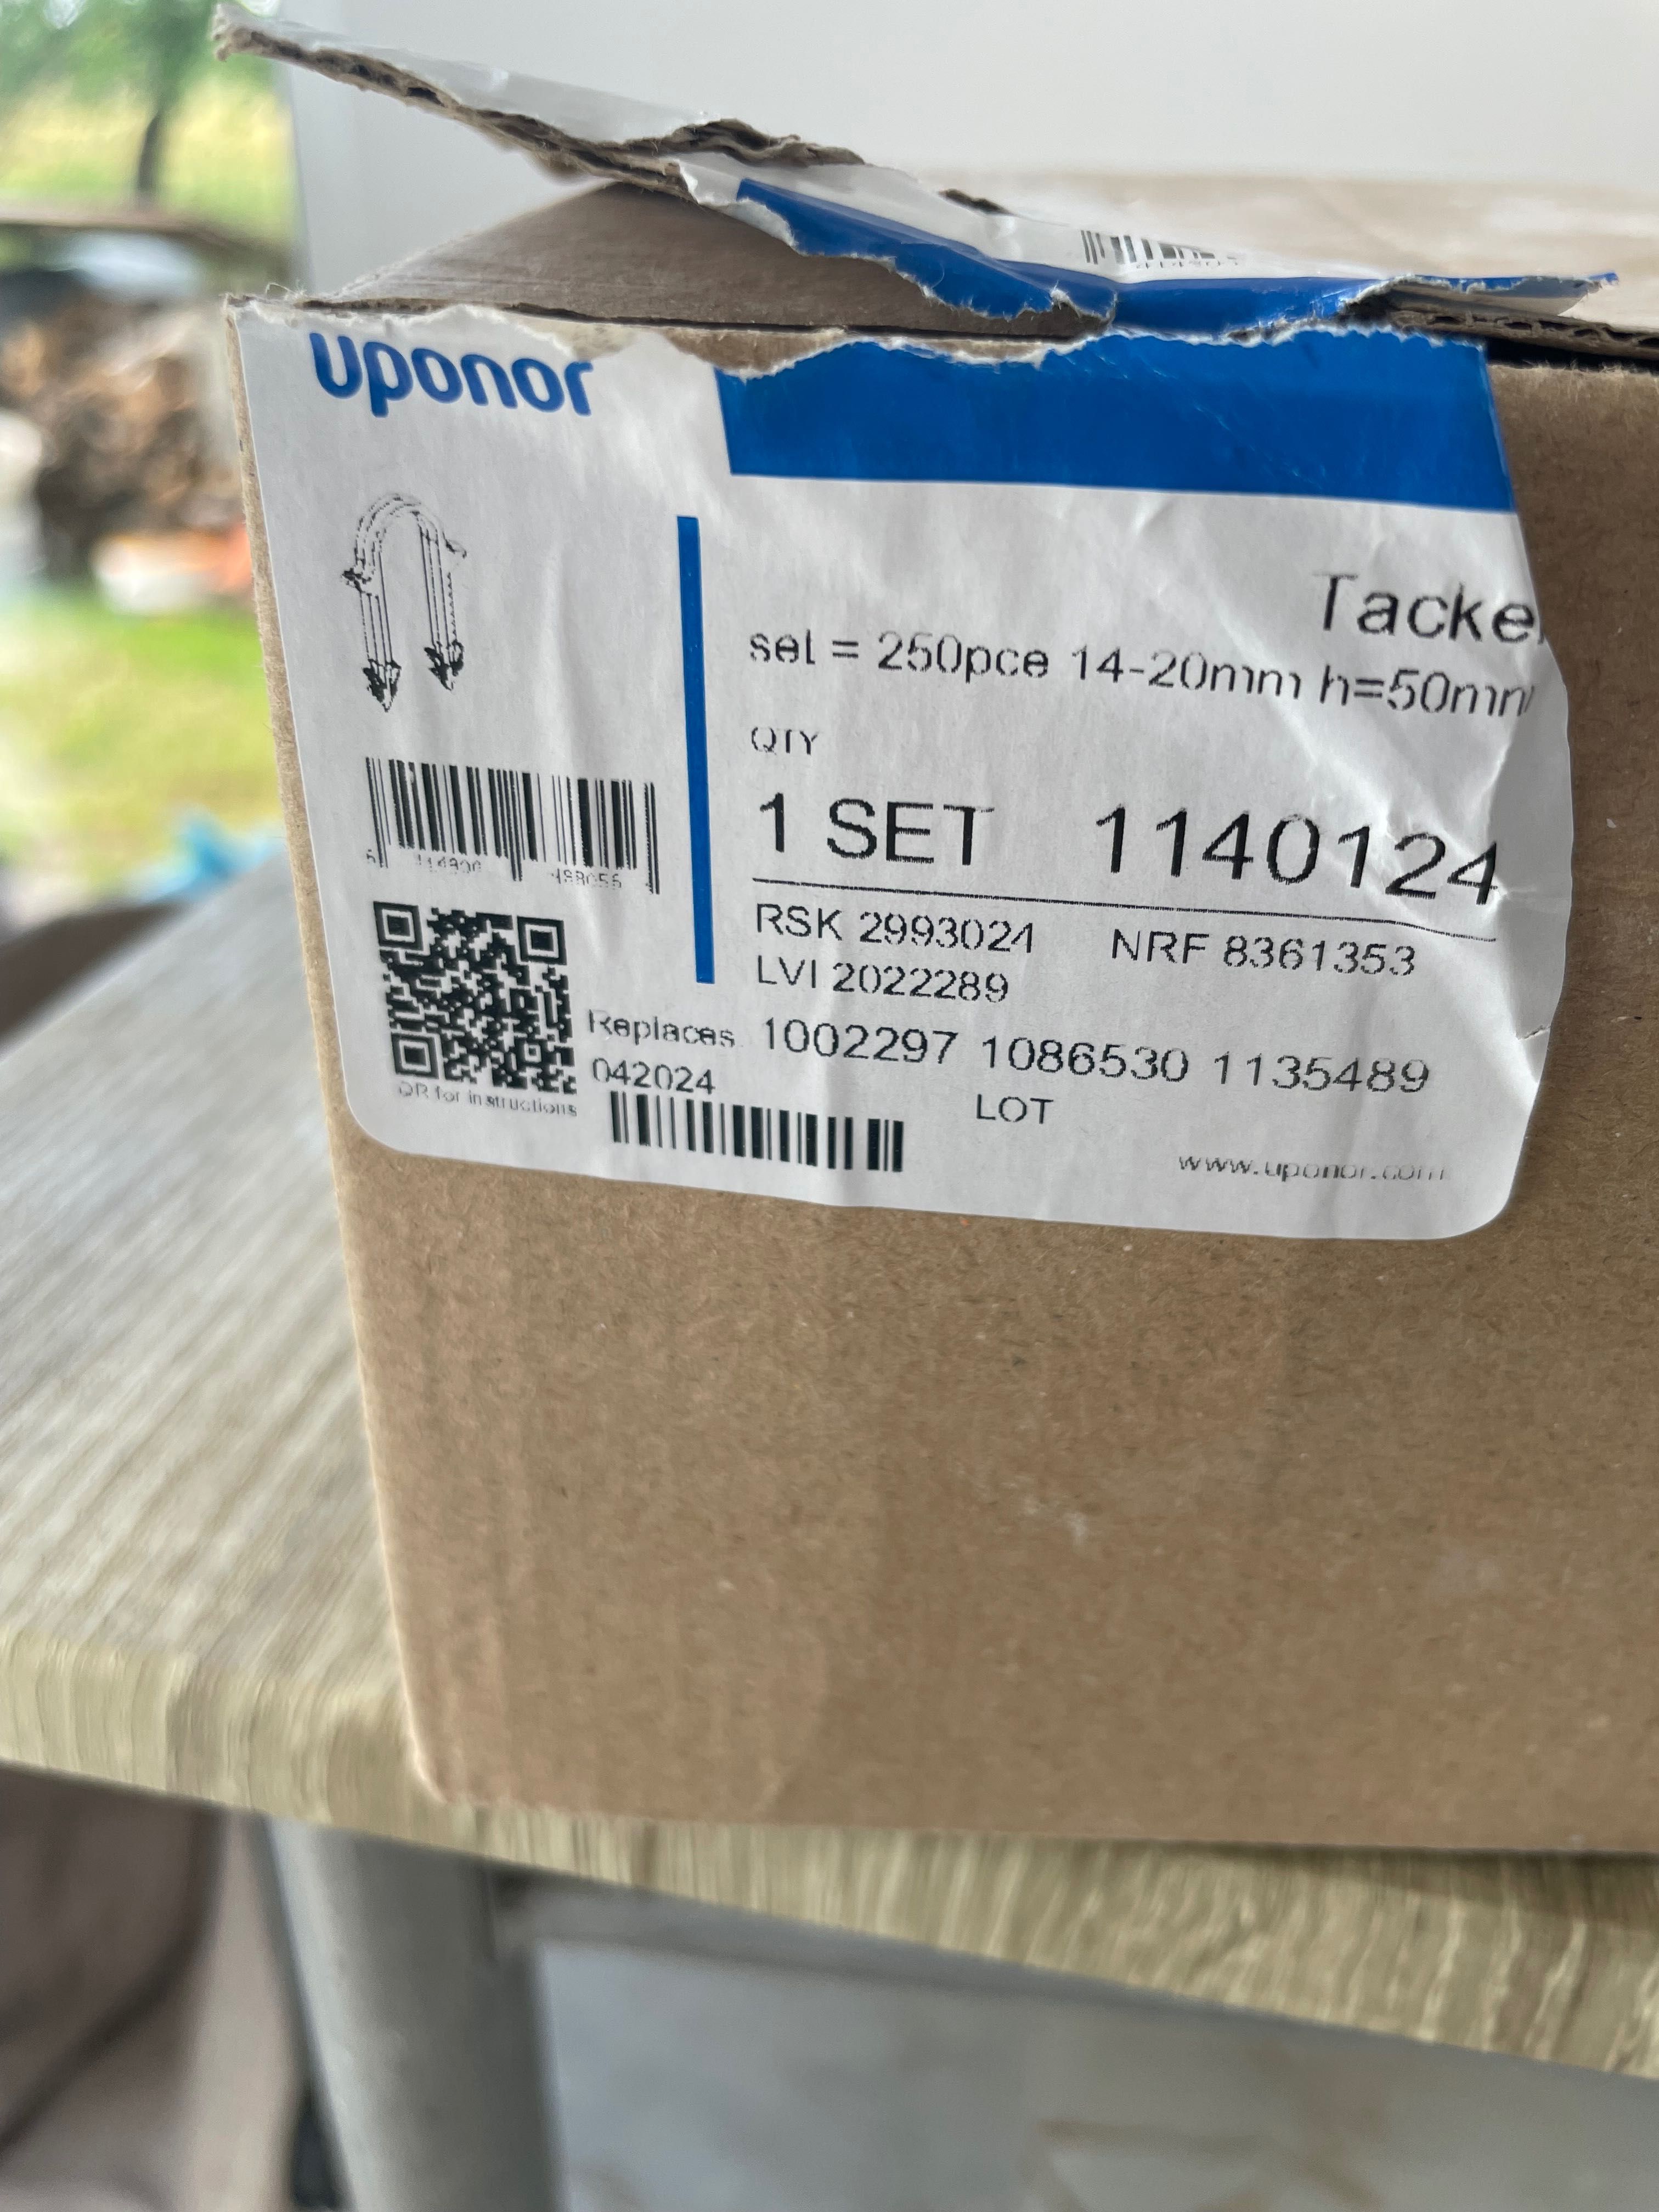 uponor
Tacke
set = 250pce 14-20mm h=50mm
QTY
1 SET 1140124
RSK 2993024 NRF 8361353
LVI 2022289
Replaces 1002297 1086530 1135489
042024
QR for instructions
LOT
www.uponor.com